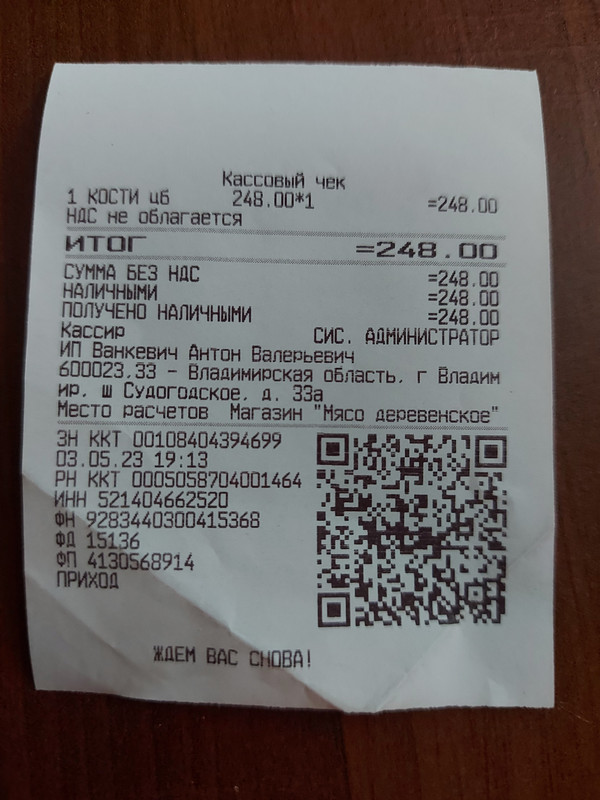 Кассовый чек
1 КОСТИ цб 248.00*1 =248.00
НДС не облагается
ИТОГ =248.00
СУММА БЕЗ НДС =248.00
НАЛИЧНЫМИ =248.00
ПОЛУЧЕНО НАЛИЧНЫМИ =248.00
Кассир СИС. АДМИНИСТРАТОР
ИП Ванкевич Антон Валерьевич
600023,33 - Владимирская область, г Владим
ир, ш Судогодское, д. 33а
Место расчетов Магазин "Мясо деревенское"
ЗН ККТ 00108404394699
03.05.23 19:13
РН ККТ 0005058704001464
ИНН 521404662520
ФН 9283440300415368
ФД 15136
ФП 4130568914
ПРИХОД
ЖДЕМ ВАС СНОВА!